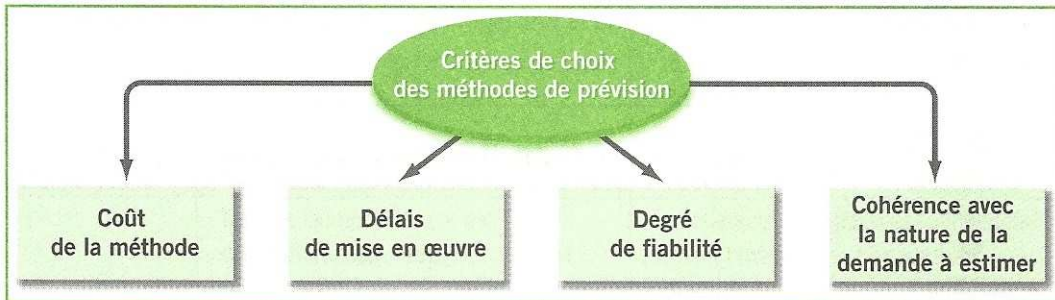 Critères de choix
des méthodes de prévision
Coût
de la méthode
Délais
de mise en œuvre
Degré
de fiabilité
Cohérence avec
la nature de la
demande à estimer